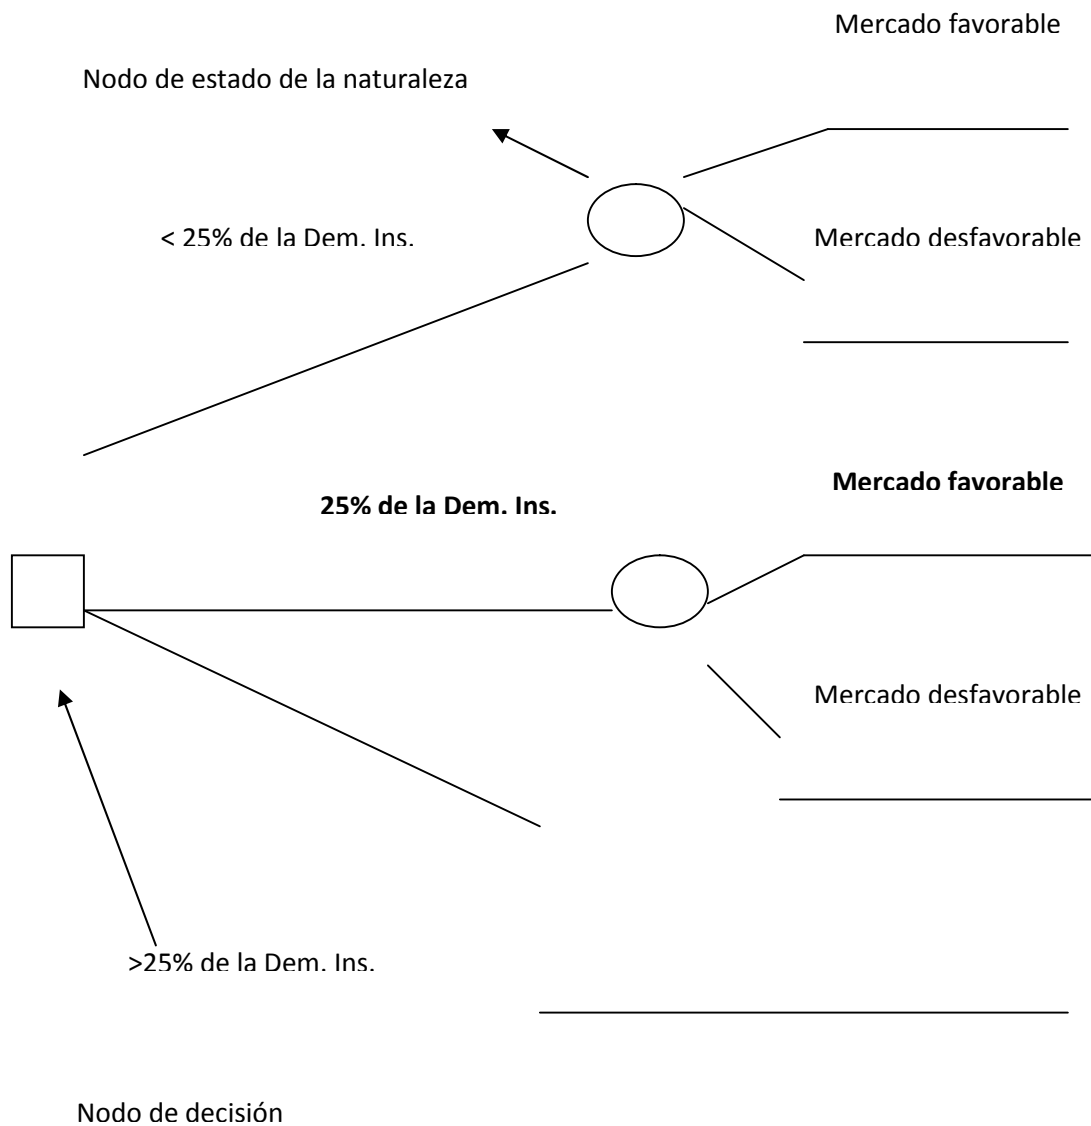 Mercado favorable
Nodo de estado de la naturaleza
< 25% de la Dem. Ins.
Mercado desfavorable
Mercado favorable
25% de la Dem. Ins.
Mercado desfavorable
>25% de la Dem. Ins.
Nodo de decisión